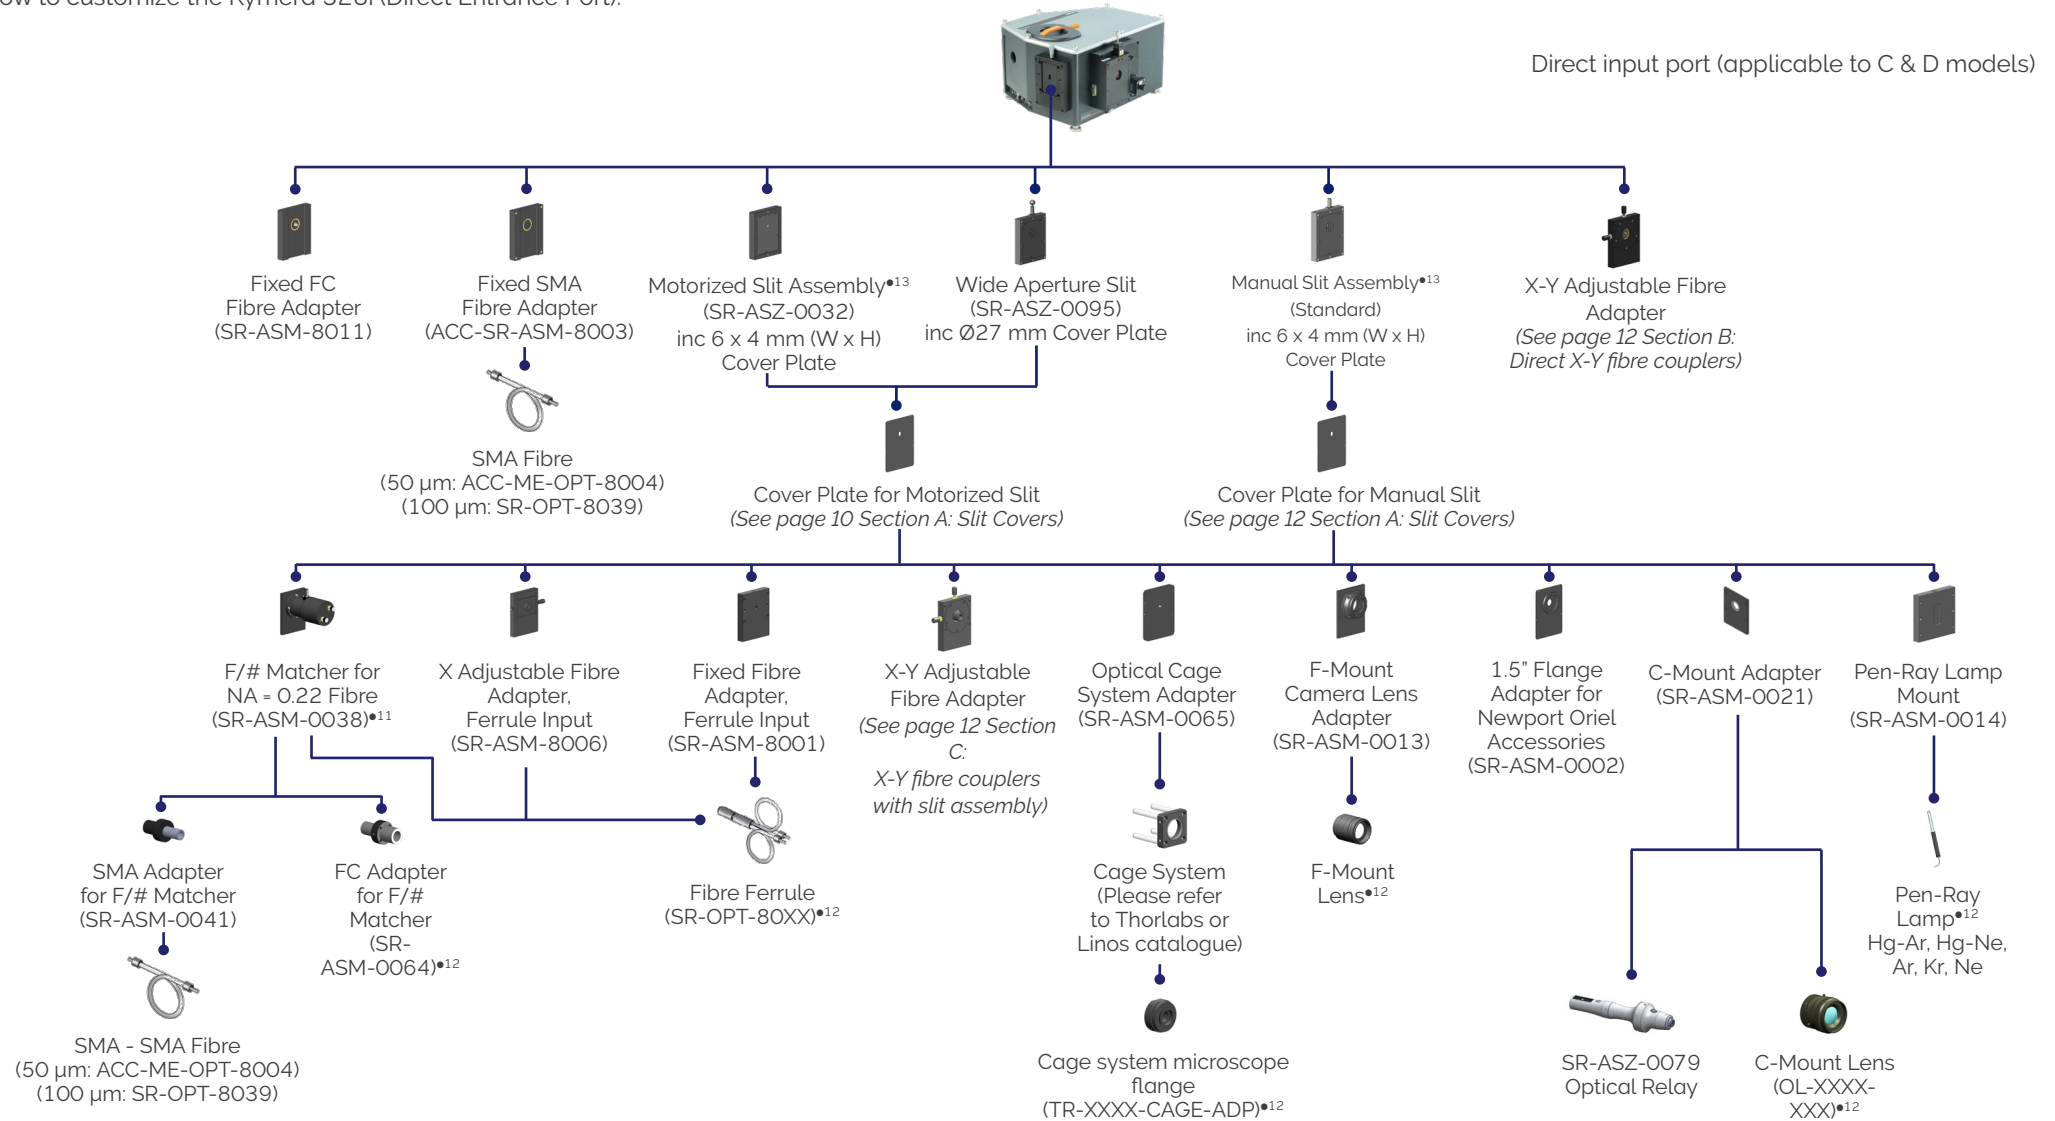 Direct input port (applicable to C & D models)
Fixed FC
Fibre Adapter
(SR-ASM-8011)
Fixed SMA
Fibre Adapter
(ACC-SR-ASM-8003)
Motorized Slit Assembly●13
(SR-ASZ-0032)
inc 6 x 4 mm (W x H)
Cover Plate
Wide Aperture Slit
(SR-ASZ-0095)
inc Ø27 mm Cover Plate
Manual Slit Assembly●13
(Standard)
inc 6 x 4 mm (W x H)
Cover Plate
X-Y Adjustable Fibre
Adapter
(See page 12 Section B:
Direct X-Y fibre couplers)
SMA Fibre
(50 µm: ACC-ME-OPT-8004)
(100 µm: SR-OPT-8039)
Cover Plate for Motorized Slit
(See page 10 Section A: Slit Covers)
Cover Plate for Manual Slit
(See page 12 Section A: Slit Covers)
F/# Matcher for
NA = 0.22 Fibre
(SR-ASM-0038)●11
X Adjustable Fibre
Adapter,
Ferrule Input
(SR-ASM-8006)
Fixed Fibre
Adapter,
Ferrule Input
(SR-ASM-8001)
X-Y Adjustable
Fibre Adapter
(See page 12 Section
C:
X-Y fibre couplers
with slit assembly)
Optical Cage
System Adapter
(SR-ASM-0065)
F-Mount
Camera Lens
Adapter
(SR-ASM-0013)
1.5" Flange
Adapter for
Newport Oriel
Accessories
(SR-ASM-0002)
C-Mount Adapter
(SR-ASM-0021)
Pen-Ray Lamp
Mount
(SR-ASM-0014)
SMA Adapter
for F/# Matcher
(SR-ASM-0041)
FC Adapter
for F/#
Matcher
(SR-
ASM-0064)●12
Fibre Ferrule
(SR-OPT-80XX)●12
Cage System
(Please refer
to Thorlabs or
Linos catalogue)
F-Mount
Lens●12
Pen-Ray
Lamp●12
Hg-Ar, Hg-Ne,
Ar, Kr, Ne
SMA - SMA Fibre
(50 µm: ACC-ME-OPT-8004)
(100 µm: SR-OPT-8039)
Cage system microscope
flange
(TR-XXXX-CAGE-ADP)●12
SR-ASZ-0079
Optical Relay
C-Mount Lens
(OL-XXXX-
XXX)●12